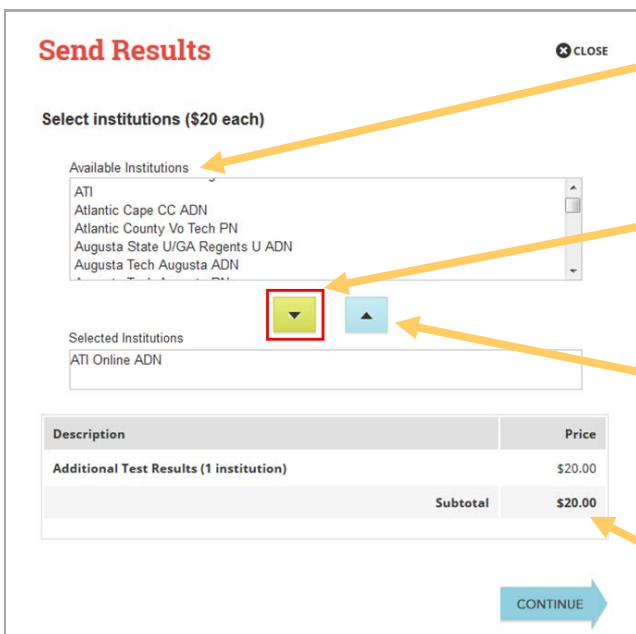 Send Results
CLOSE
Select institutions ($20 each)
Available Institutions
ATI
Atlantic Cape CC ADN
Atlantic County Vo Tech PN
Augusta State U/GA Regents U ADN
Augusta Tech Augusta ADN
Selected Institutions
ATI Online ADN
Description Price
Additional Test Results (1 institution) $20.00
Subtotal $20.00
CONTINUE